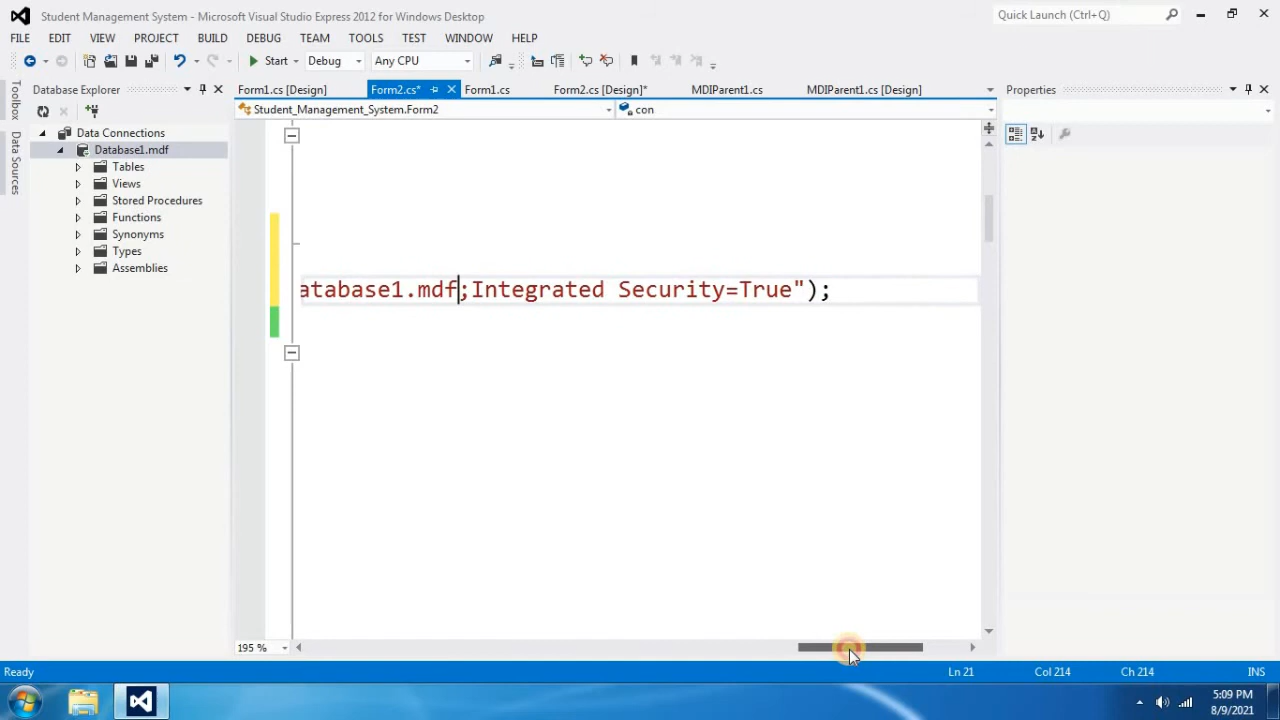 Student Management System - Microsoft Visual Studio Express 2012 for Windows Desktop
Quick Launch (Ctrl+Q)
FILE EDIT VIEW PROJECT BUILD DEBUG TEAM TOOLS TEST WINDOW HELP
Start Debug Any CPU
Toolbox
Data Sources
Database Explorer
Data Connections
Database1.mdf
Tables
Views
Stored Procedures
Functions
Synonyms
Types
Assemblies
Form1.cs [Design] Form2.cs* Form1.cs Form2.cs [Design]* MDIParent1.cs MDIParent1.cs [Design]
Student_Management_System.Form2 con
atabase1.mdf;Integrated Security=True");
195 %
Properties
Ready Ln 21 Col 214 Ch 214 INS
5:09 PM
8/9/2021